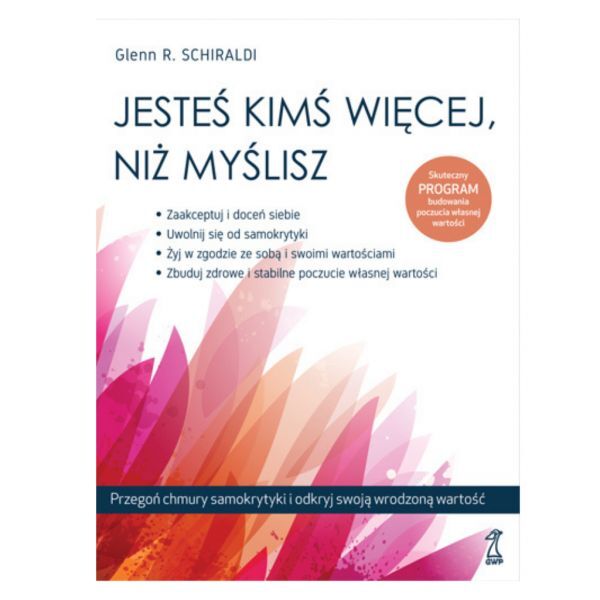 Glenn R. SCHIRALDI
JESTEŚ KIMŚ WIĘCEJ,
NIŻ MYŚLISZ
Skuteczny
PROGRAM
budowania
poczucia własnej
wartości
• Zaakceptuj i doceń siebie
• Uwolnij się od samokrytyki
• Żyj w zgodzie ze sobą i swoimi wartościami
• Zbuduj zdrowe i stabilne poczucie własnej wartości
Przegoń chmury samokrytyki i odkryj swoją wrodzoną wartość
GWP